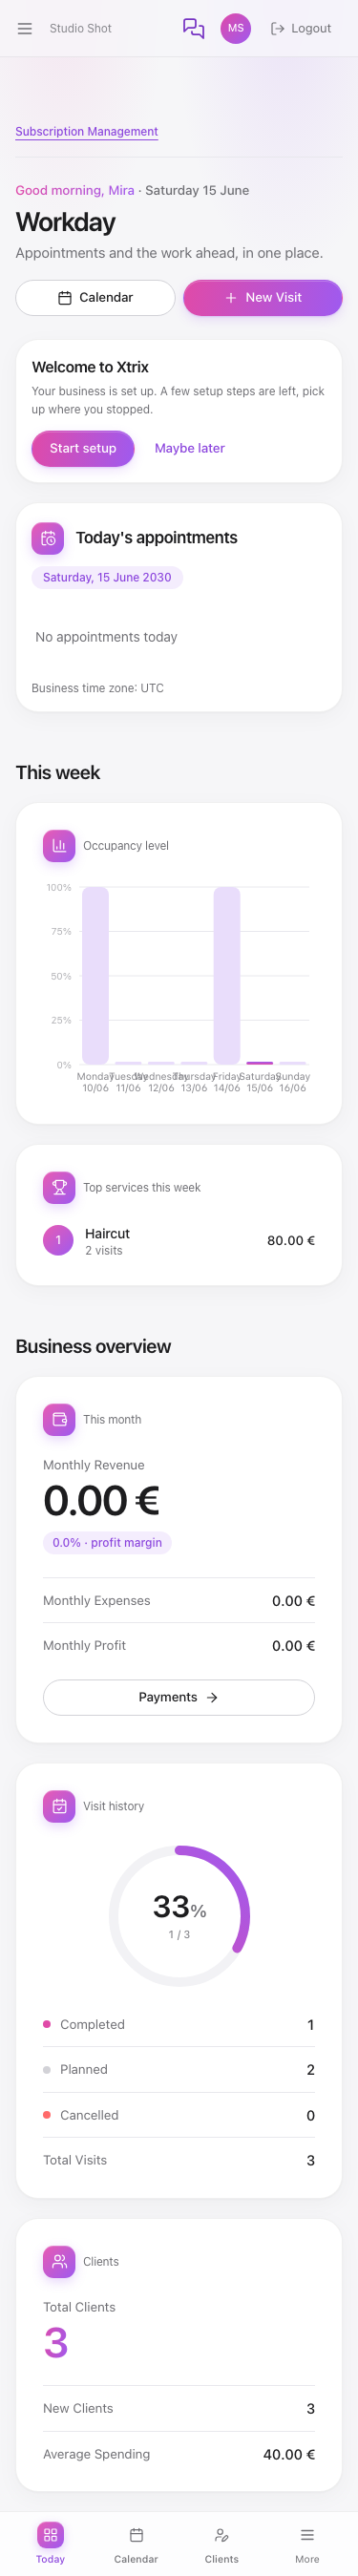 Studio Shot
MS
Logout
Subscription Management
Good morning, Mira · Saturday 15 June
Workday
Appointments and the work ahead, in one place.
Calendar
New Visit
Welcome to Xtrix
Your business is set up. A few setup steps are left, pick
up where you stopped.
Start setup
Maybe later
Today's appointments
Saturday, 15 June 2030
No appointments today
Business time zone: UTC
This week
Occupancy level
100%
75%
50%
25%
0%
Monday Tuesday Wednesday Thursday Friday Saturday Sunday
10/06 11/06 12/06 13/06 14/06 15/06 16/06
Top services this week
1
Haircut
2 visits
80.00 €
Business overview
This month
Monthly Revenue
0.00 €
0.0% · profit margin
Monthly Expenses 0.00 €
Monthly Profit 0.00 €
Payments
Visit history
33%
1 / 3
Completed 1
Planned 2
Cancelled 0
Total Visits 3
Clients
Total Clients
3
New Clients 3
Average Spending 40.00 €
Today Calendar Clients More